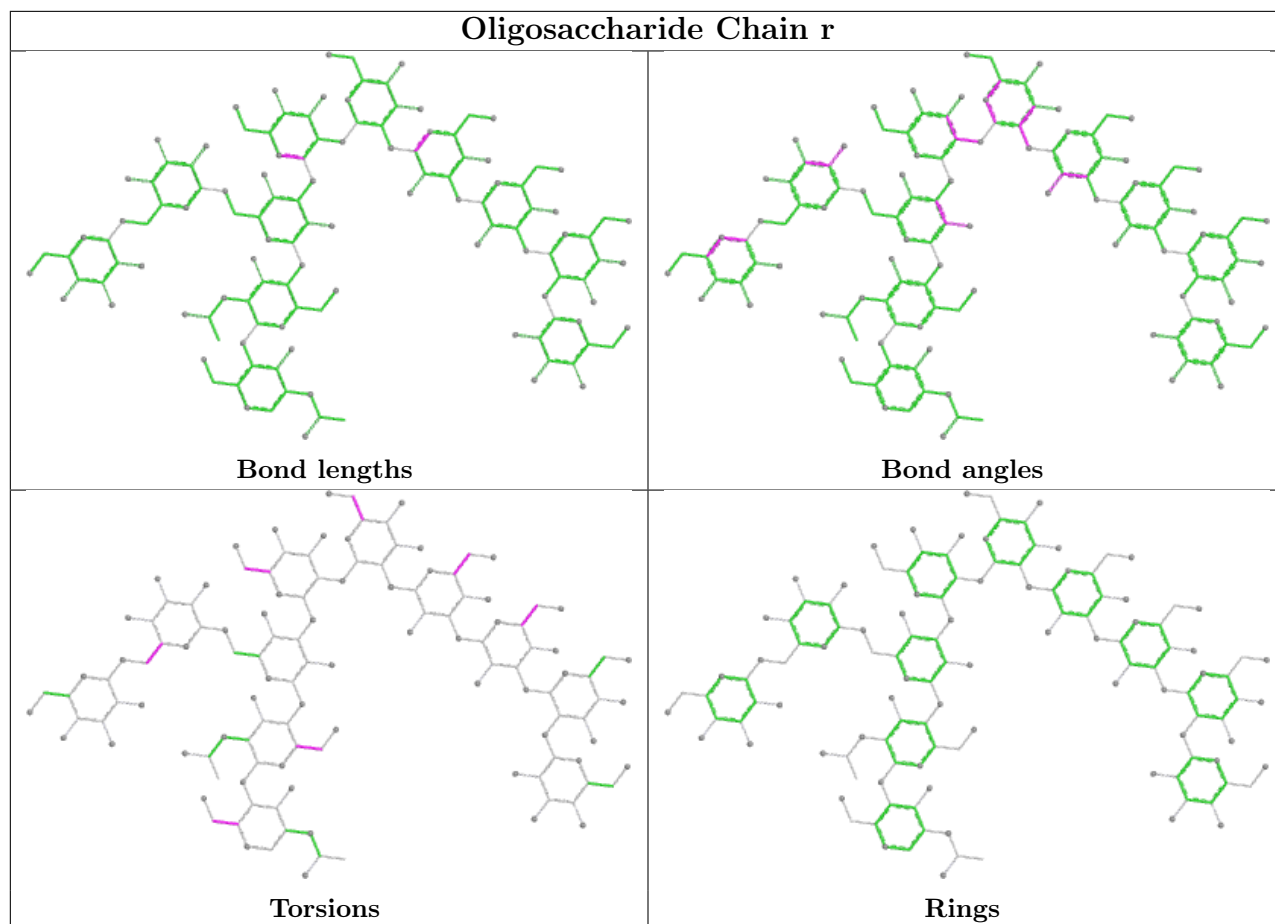 Oligosaccharide Chain r
Bond lengths
Bond angles
Torsions
Rings